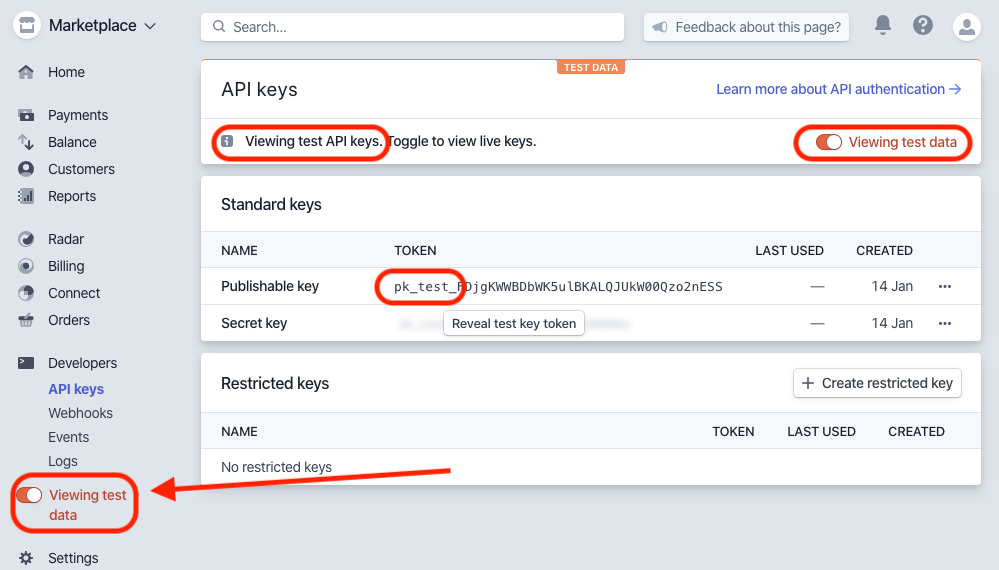 Marketplace
Search...
Feedback about this page?
Home
Payments
Balance
Customers
Reports
Radar
Billing
Connect
Orders
Developers
API keys
Webhooks
Events
Logs
Viewing test
data
Settings
TEST DATA
API keys
Learn more about API authentication →
Viewing test API keys. Toggle to view live keys.
Viewing test data
Standard keys
NAME TOKEN LAST USED CREATED
Publishable key — 14 Jan
pk_test_
Secret key Reveal test key token — 14 Jan
Restricted keys
+ Create restricted key
NAME TOKEN LAST USED CREATED
No restricted keys